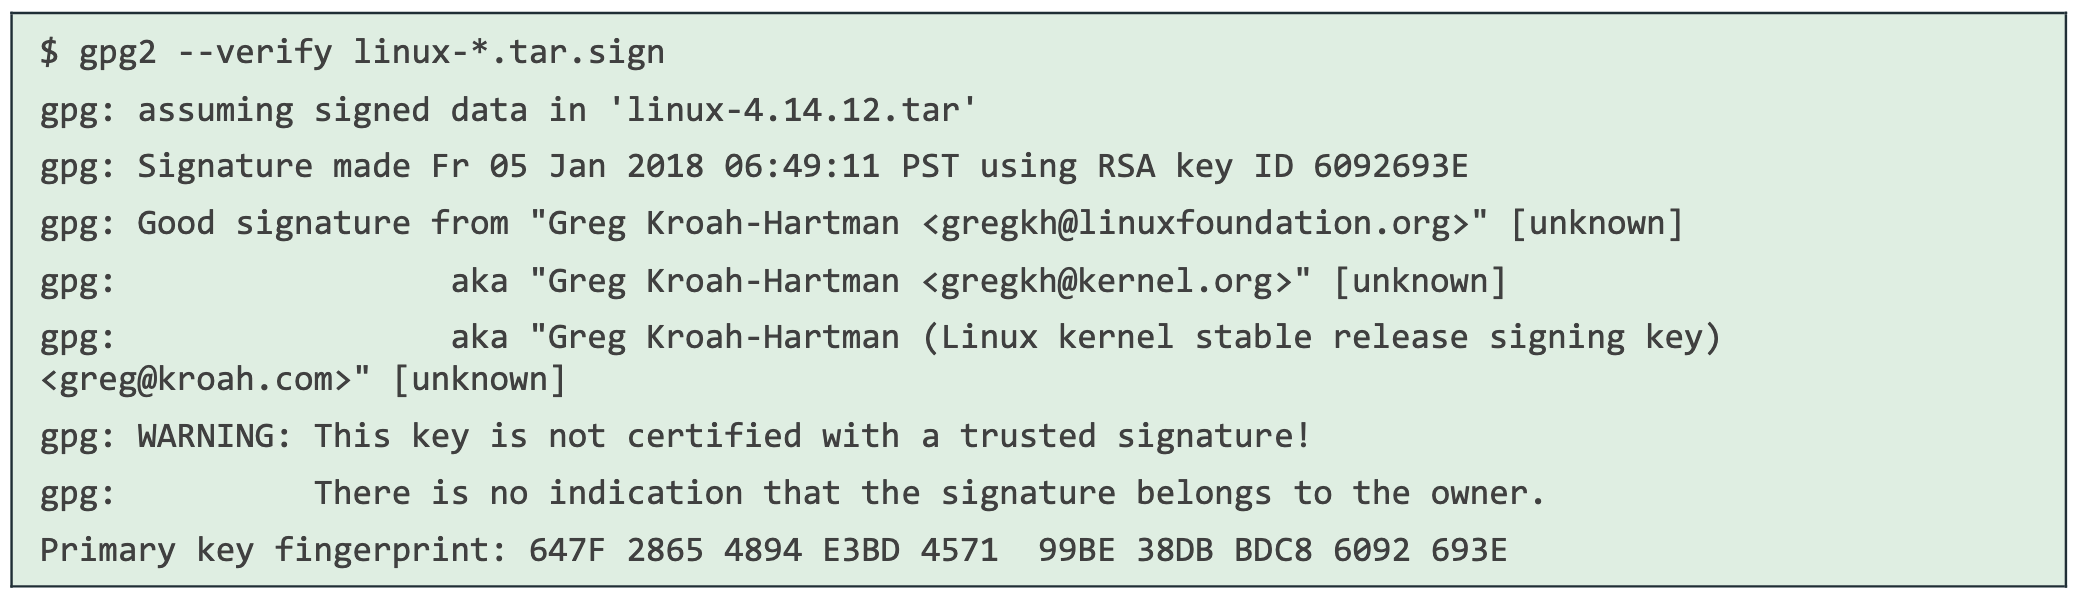 $ gpg2 --verify linux-*.tar.sign
gpg: assuming signed data in 'linux-4.14.12.tar'
gpg: Signature made Fr 05 Jan 2018 06:49:11 PST using RSA key ID 6092693E
gpg: Good signature from "Greg Kroah-Hartman <gregkh@linuxfoundation.org>" [unknown]
gpg:                 aka "Greg Kroah-Hartman <gregkh@kernel.org>" [unknown]
gpg:                 aka "Greg Kroah-Hartman (Linux kernel stable release signing key)
<greg@kroah.com>" [unknown]
gpg: WARNING: This key is not certified with a trusted signature!
gpg:          There is no indication that the signature belongs to the owner.
Primary key fingerprint: 647F 2865 4894 E3BD 4571  99BE 38DB BDC8 6092 693E